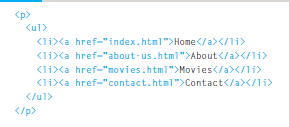 <p>
<ul>
<li><a href="index.html">Home</a></li>
<li><a href="about-us.html">About</a></li>
<li><a href="movies.html">Movies</a></li>
<li><a href="contact.html">Contact</a></li>
</ul>
</p>